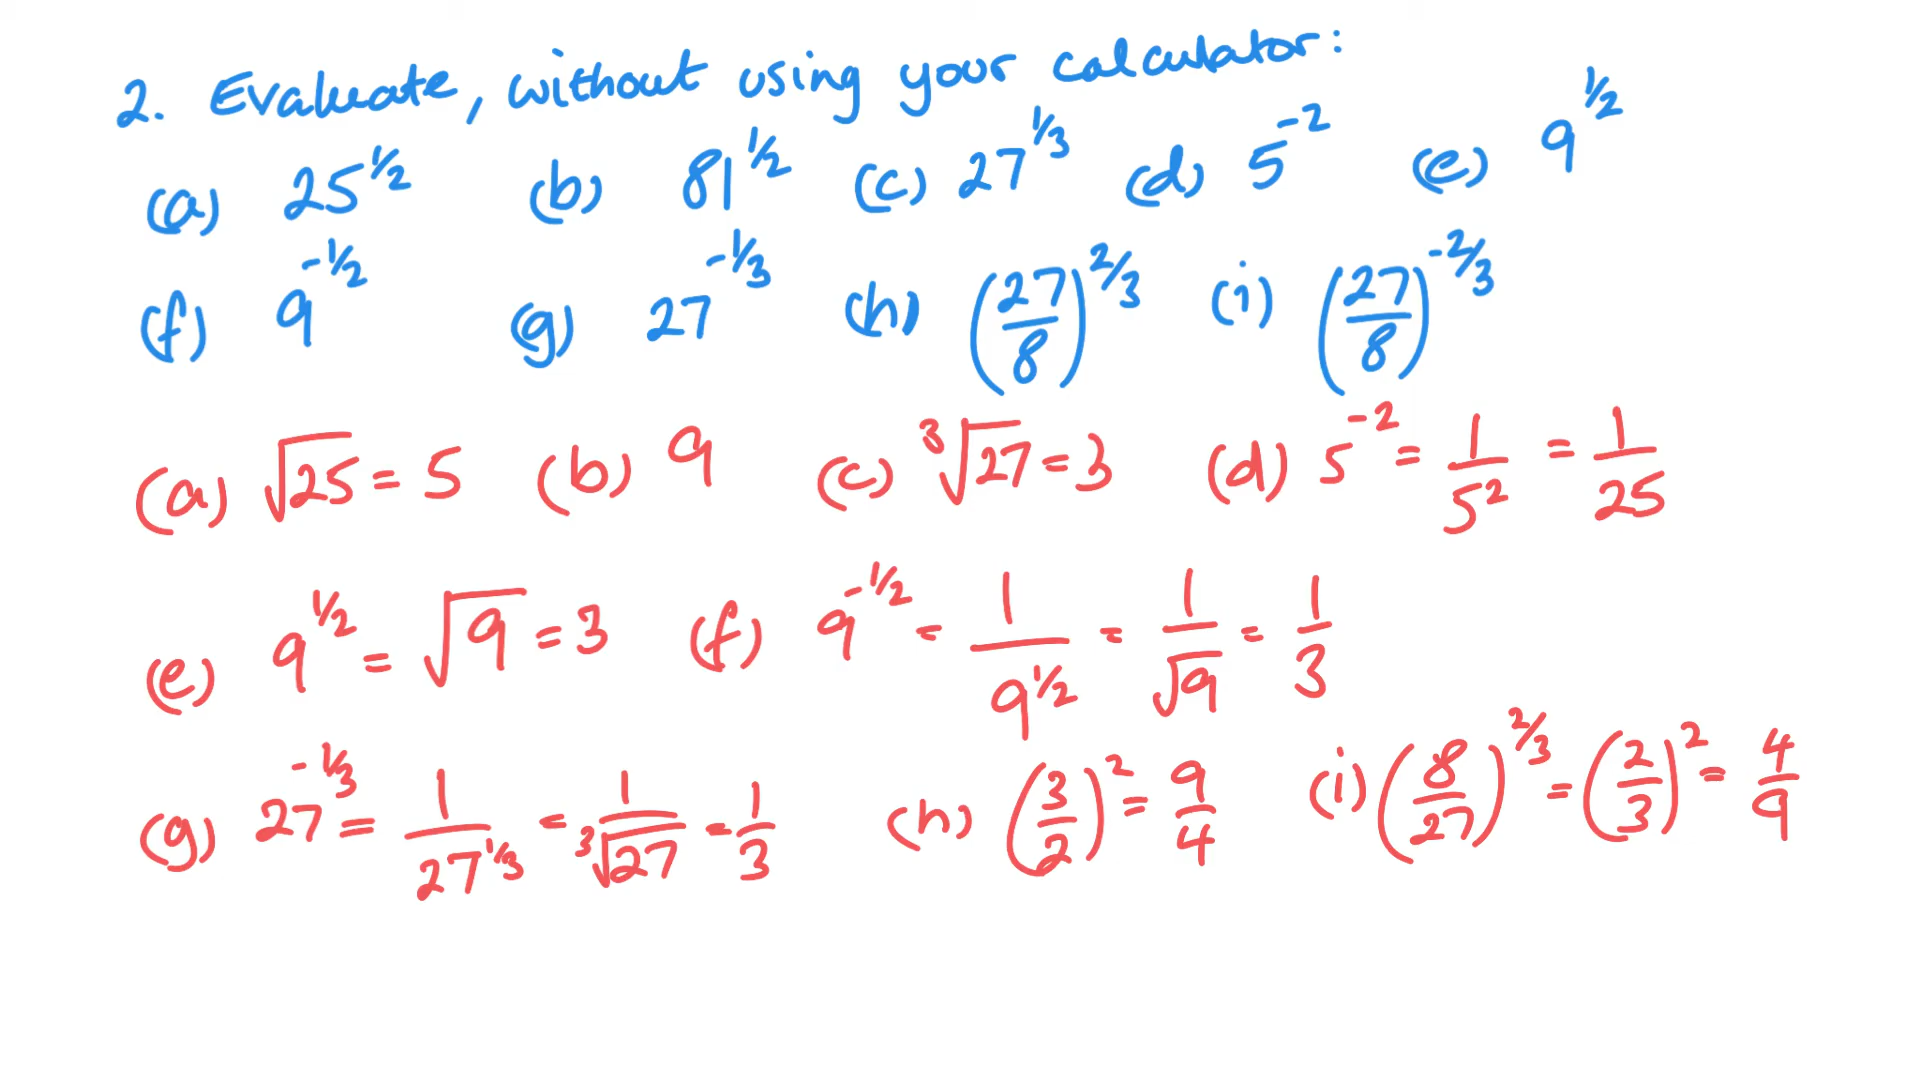 2. Evaluate, without using your calculator:
(a) 25^1/2 (b) 81^1/2 (c) 27^1/3 (d) 5^-2 (e) 9^1/2
(f) 9^-1/2 (g) 27^-1/3 (h) (27/8)^2/3 (i) (27/8)^-2/3
(a) √25 = 5 (b) 9 (c) ³√27 = 3 (d) 5^-2 = 1/5² = 1/25
(e) 9^1/2 = √9 = 3 (f) 9^-1/2 = 1/9^1/2 = 1/√9 = 1/3
(g) 27^-1/3 = 1/27^1/3 = 1/³√27 = 1/3 (h) (3/2)² = 9/4 (i) (8/27)^2/3 = (2/3)² = 4/9